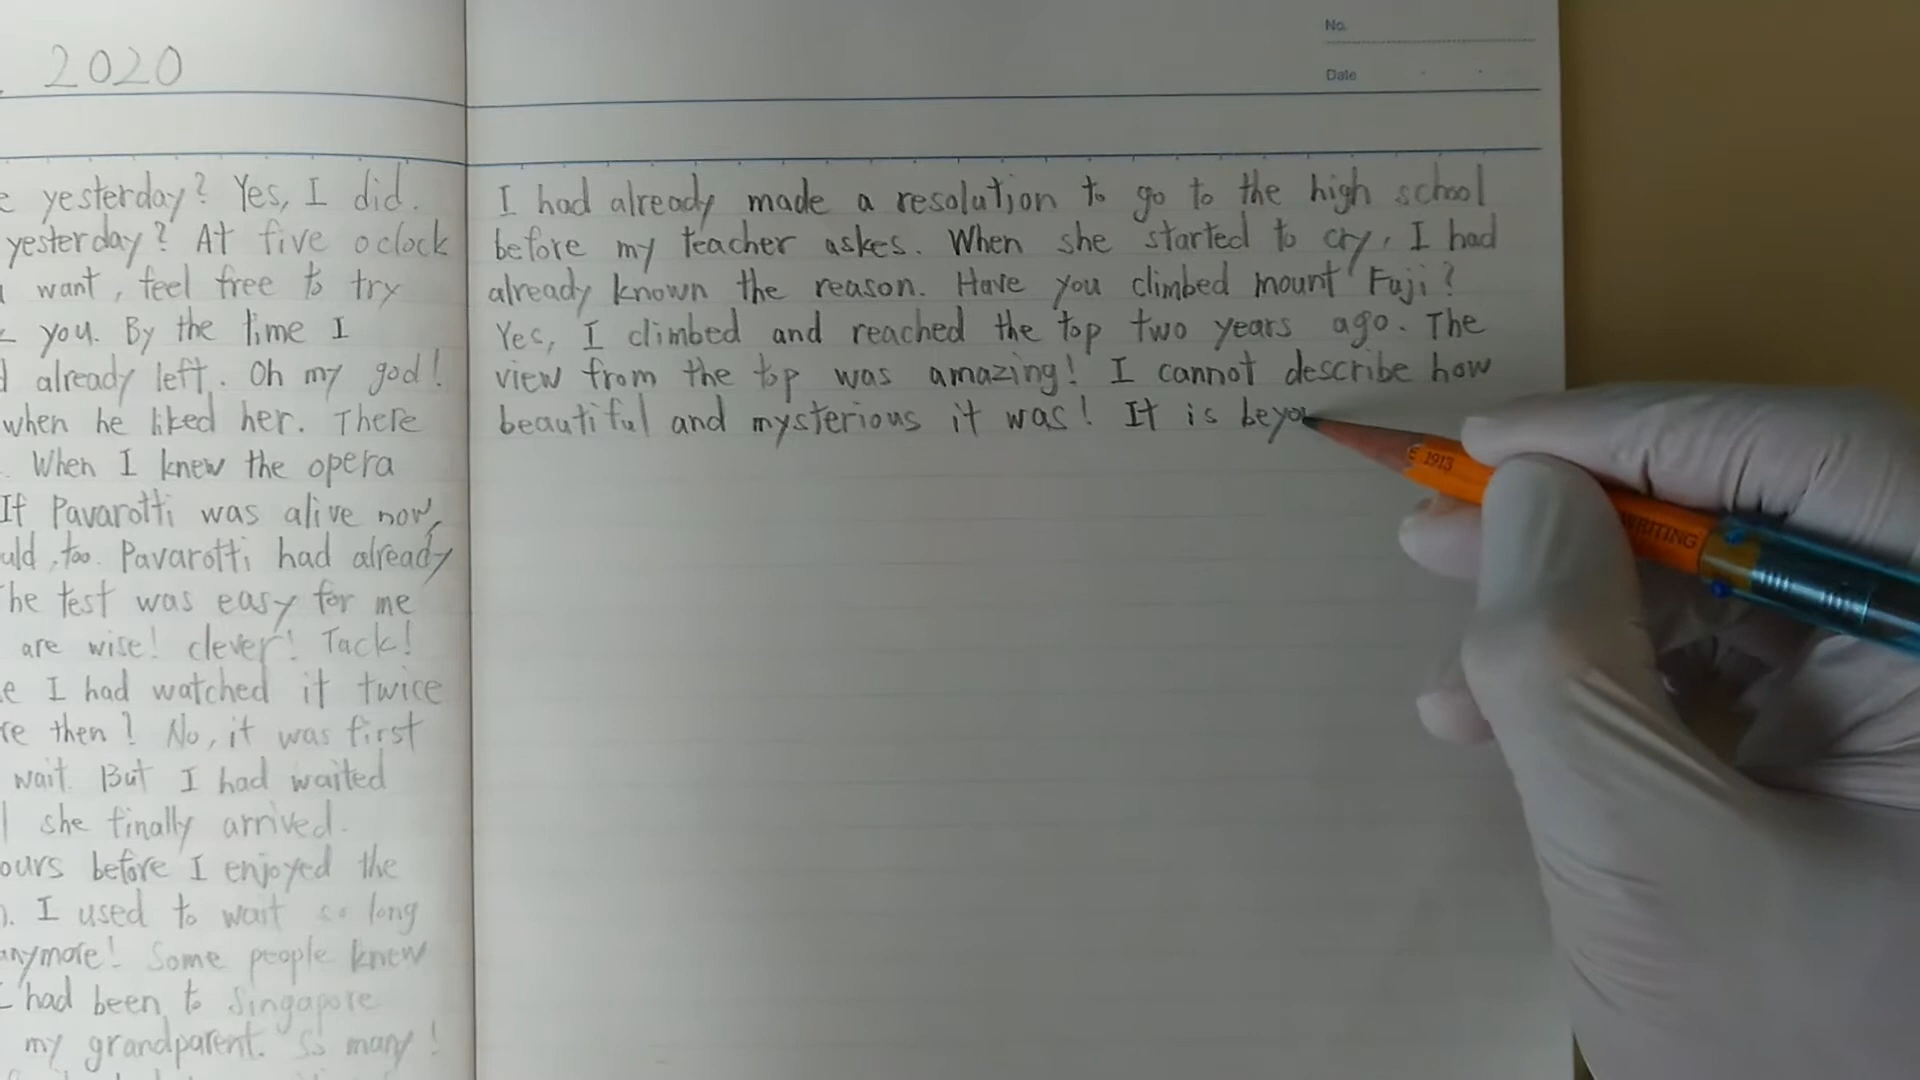 2020
yesterday? Yes, I did.
yesterday? At five oclock
want, feel free to try
you. By the time I
already left. Oh my god!
when he liked her. There
. When I knew the opera
If Pavarotti was alive now,
too. Pavarotti had already
test was easy for me
are wise! clever! Tack!
I had watched it twice
then? No, it was first
wait. But I had waited
she finally arrived.
before I enjoyed the
). I used to wait so long
anymore! Some people knew
had been to Singapore
my grandparent. So many!
No.
Date
I had already made a resolution to go to the high school
before my teacher askes. When she started to cry, I had
already known the reason. Have you climbed mount Fuji?
Yes, I climbed and reached the top two years ago. The
view from the top was amazing! I cannot describe how
beautiful and mysterious it was! It is beyo
1913
WRITING